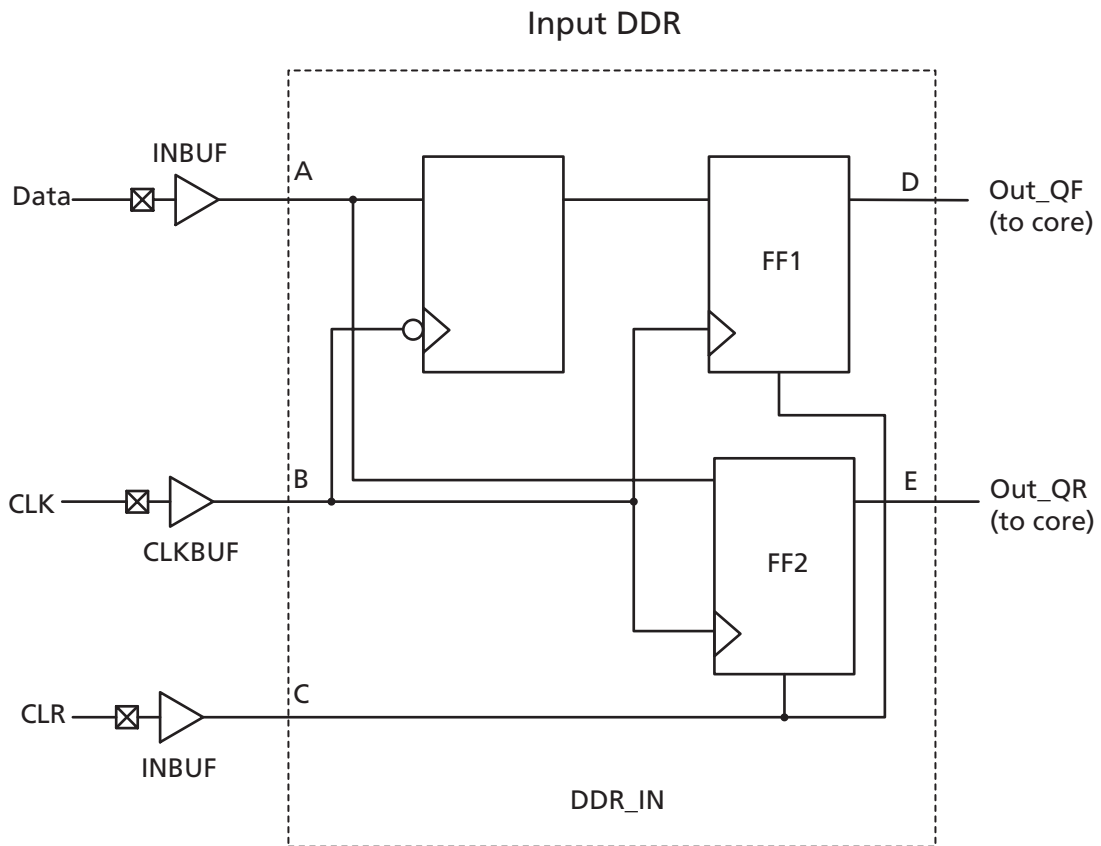 Input DDR
INBUF
Data
A
D
Out_QF
(to core)
FF1
CLK
CLKBUF
B
E
Out_QR
(to core)
FF2
CLR
INBUF
C
DDR_IN